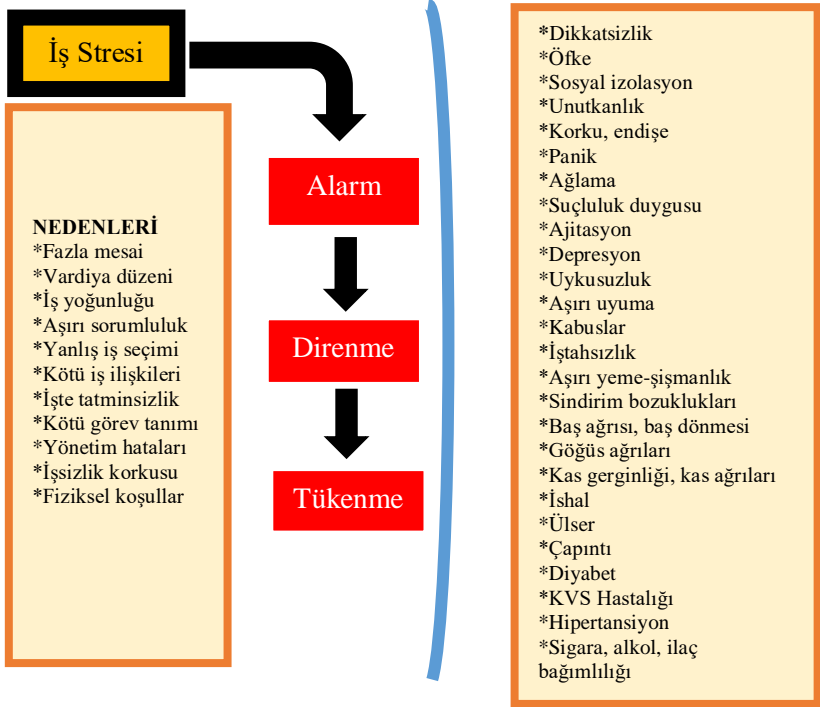 İş Stresi
NEDENLERİ
*Fazla mesai
*Vardiya düzeni
*İş yoğunluğu
*Aşırı sorumluluk
*Yanlış iş seçimi
*Kötü iş ilişkileri
*İşte tatminsizlik
*Kötü görev tanımı
*Yönetim hataları
*İşsizlik korkusu
*Fiziksel koşullar
Alarm
Direnme
Tükenme
*Dikkatsizlik
*Öfke
*Sosyal izolasyon
*Unutkanlık
*Korku, endişe
*Panik
*Ağlama
*Suçluluk duygusu
*Ajitasyon
*Depresyon
*Uykusuzluk
*Aşırı uyuma
*Kabuslar
*İştahsızlık
*Aşırı yeme-şişmanlık
*Sindirim bozuklukları
*Baş ağrısı, baş dönmesi
*Göğüs ağrıları
*Kas gerginliği, kas ağrıları
*İshal
*Ülser
*Çapıntı
*Diyabet
*KVS Hastalığı
*Hipertansiyon
*Sigara, alkol, ilaç
bağımlılığı